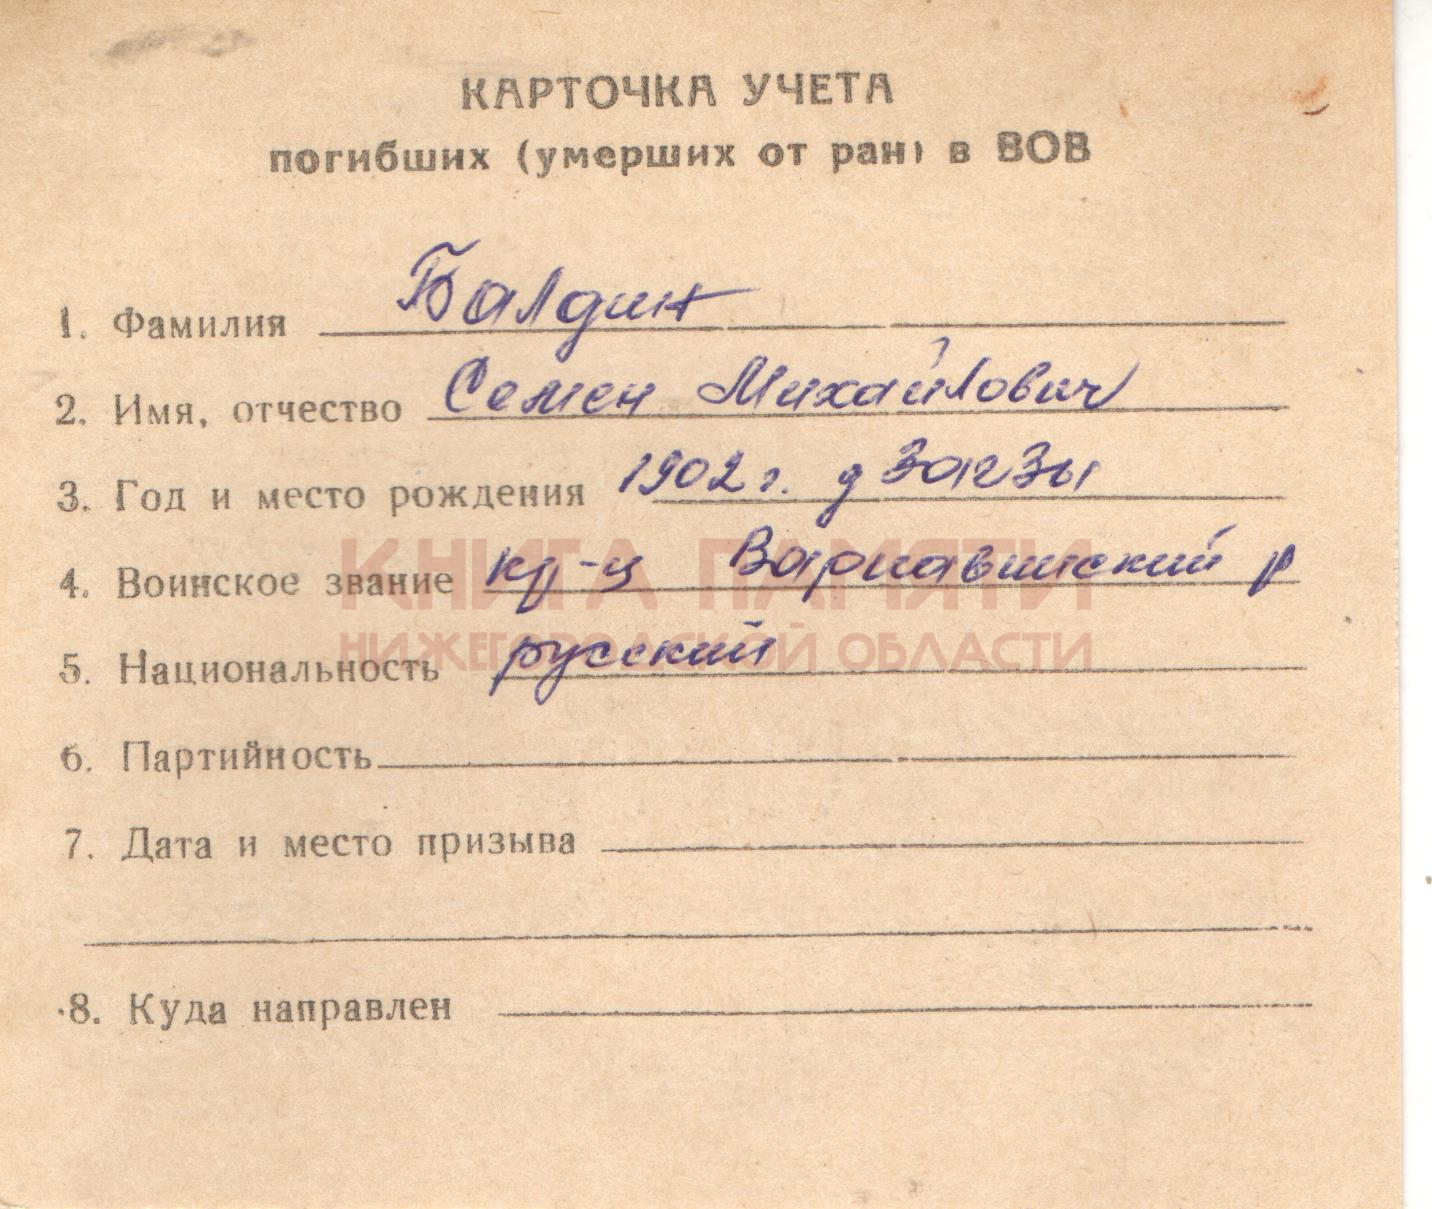 КАРТОЧКА УЧЕТА
погибших (умерших от ран) в ВОВ
1. Фамилия Балдин
2. Имя, отчество Семен Михайлович
3. Год и место рождения 1902 г. д
4. Воинское звание кр-ц Варнавинский р
КНИГА ПАМЯТИ
НИЖЕГОРОДСКОЙ ОБЛАСТИ
5. Национальность русский
6. Партийность
7. Дата и место призыва
8. Куда направлен